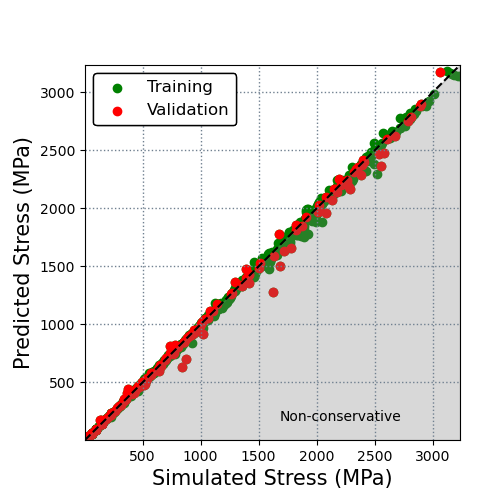 Training
Validation
3000
2500
2000
1500
1000
500
Predicted Stress (MPa)
Non-conservative
500 1000 1500 2000 2500 3000
Simulated Stress (MPa)